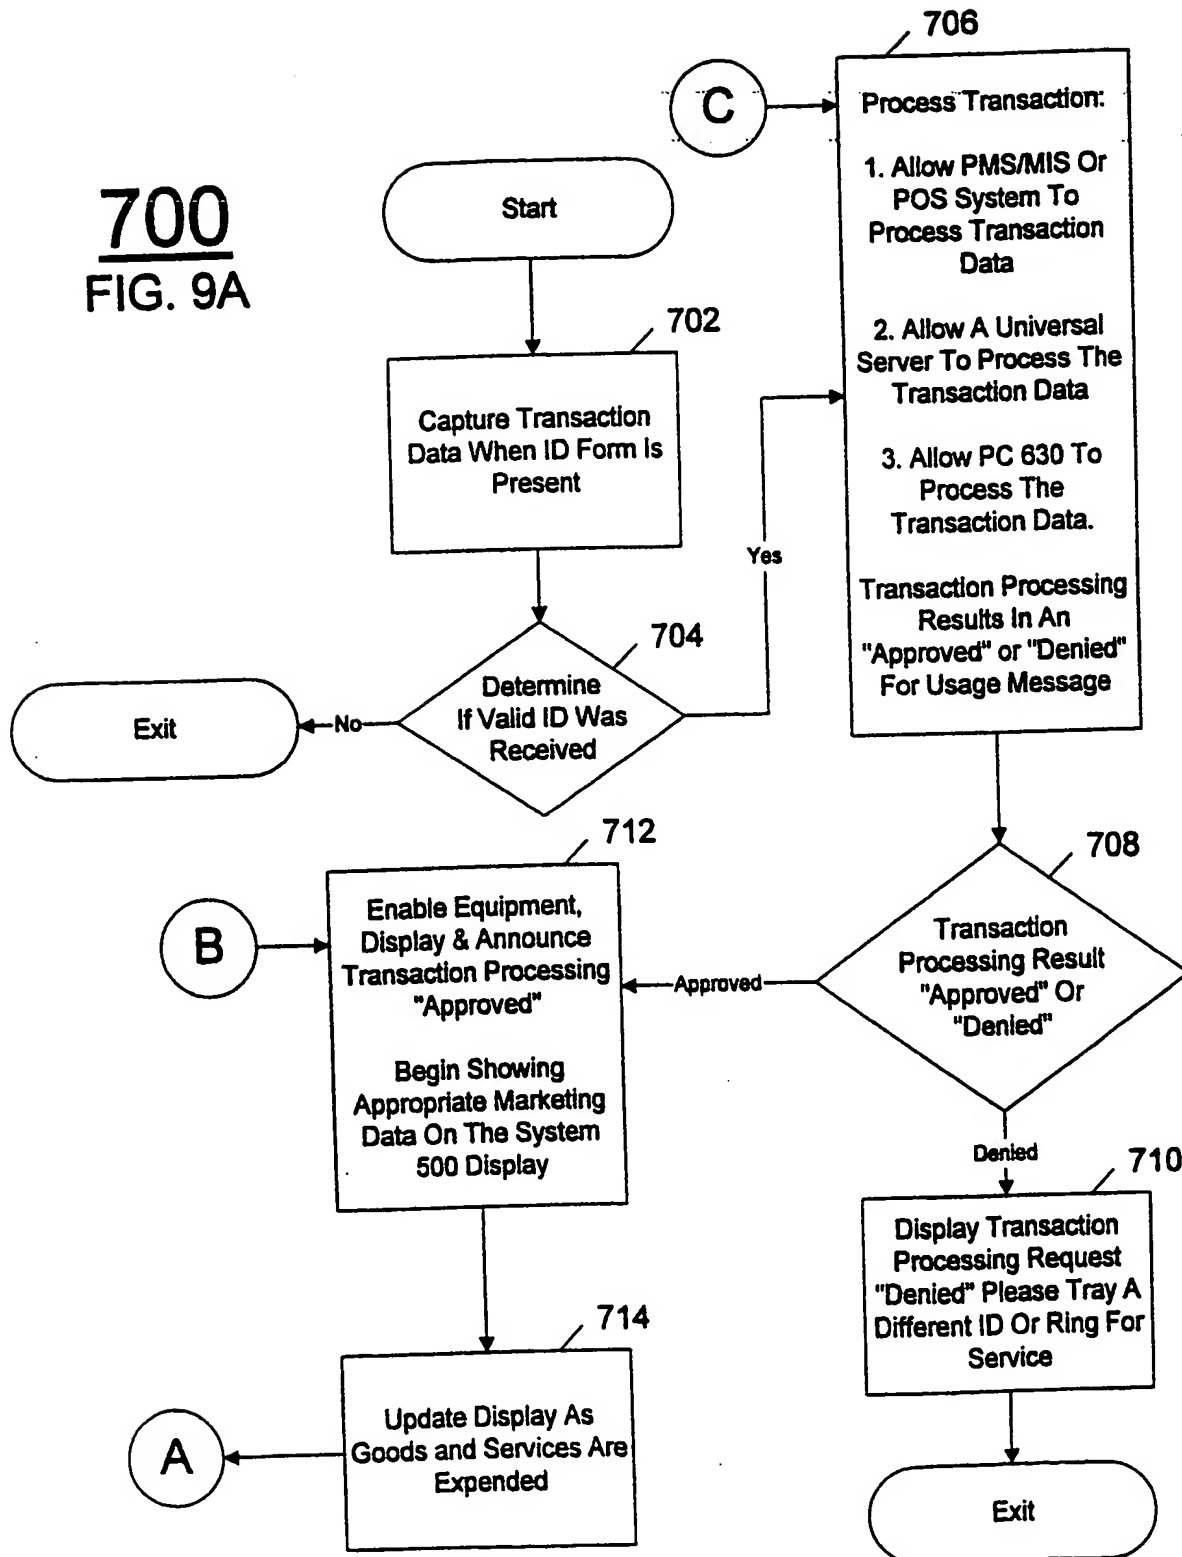 700
FIG. 9A
Start
702
Capture Transaction
Data When ID Form Is
Present
704
Determine
If Valid ID Was
Received
No
Exit
Yes
C
706
Process Transaction:
1. Allow PMS/MIS Or
POS System To
Process Transaction
Data
2. Allow A Universal
Server To Process The
Transaction Data
3. Allow PC 630 To
Process The
Transaction Data.
Transaction Processing
Results In An
"Approved" or "Denied"
For Usage Message
708
Transaction
Processing Result
"Approved" Or
"Denied"
Approved
Denied
710
Display Transaction
Processing Request
"Denied" Please Tray A
Different ID Or Ring For
Service
Exit
B
712
Enable Equipment,
Display & Announce
Transaction Processing
"Approved"
Begin Showing
Appropriate Marketing
Data On The System
500 Display
714
Update Display As
Goods and Services Are
Expended
A